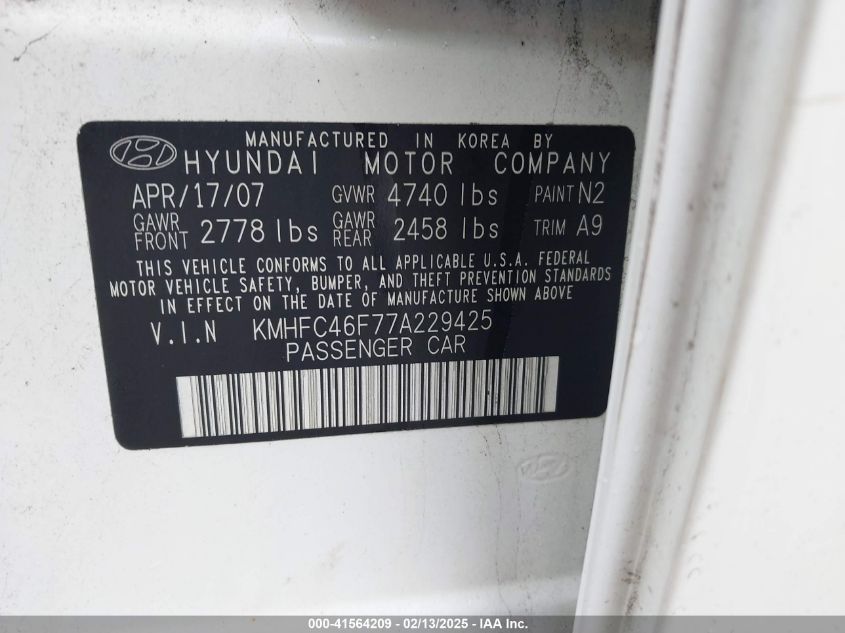 MANUFACTURED IN KOREA BY
HYUNDAI MOTOR COMPANY
APR/17/07 GVWR 4740 lbs PAINT N2
GAWR FRONT 2778 lbs GAWR REAR 2458 lbs TRIM A9
THIS VEHICLE CONFORMS TO ALL APPLICABLE U.S.A. FEDERAL
MOTOR VEHICLE SAFETY, BUMPER, AND THEFT PREVENTION STANDARDS
IN EFFECT ON THE DATE OF MANUFACTURE SHOWN ABOVE
V.I.N KMHFC46F77A229425
PASSENGER CAR
000-41564209 - 02/13/2025 - IAA Inc.